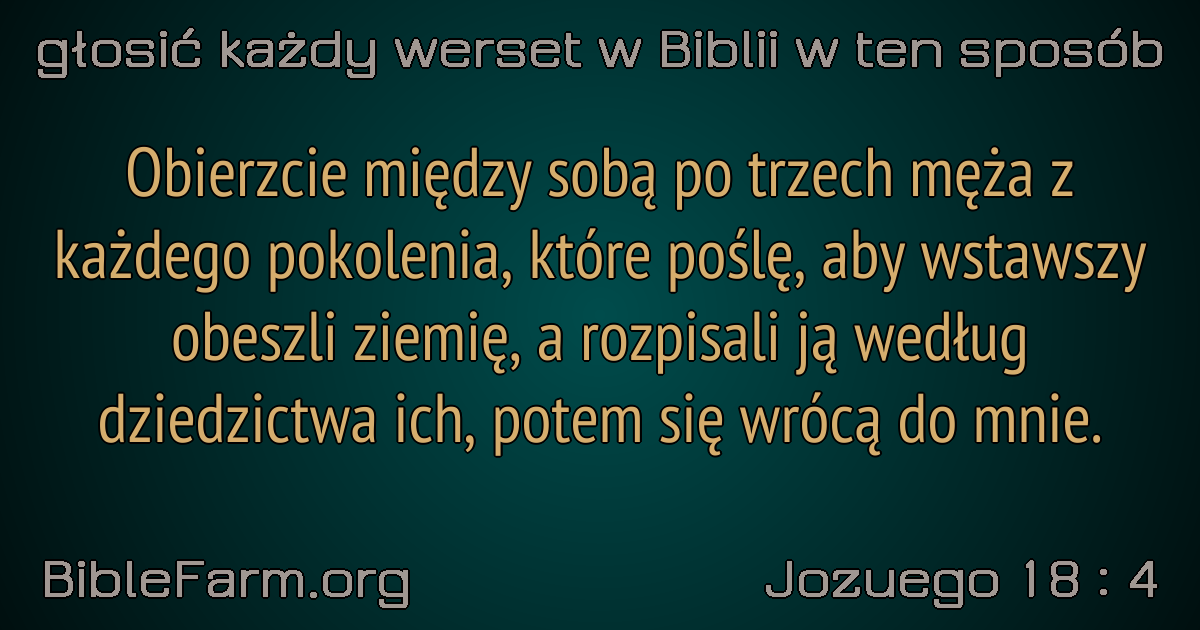 głosić każdy werset w Biblii w ten sposób
Obierzcie między sobą po trzech męża z
każdego pokolenia, które poślę, aby wstawszy
obeszli ziemię, a rozpisali ją według
dziedzictwa ich, potem się wrócą do mnie.
BibleFarm.org
Jozuego 18 : 4